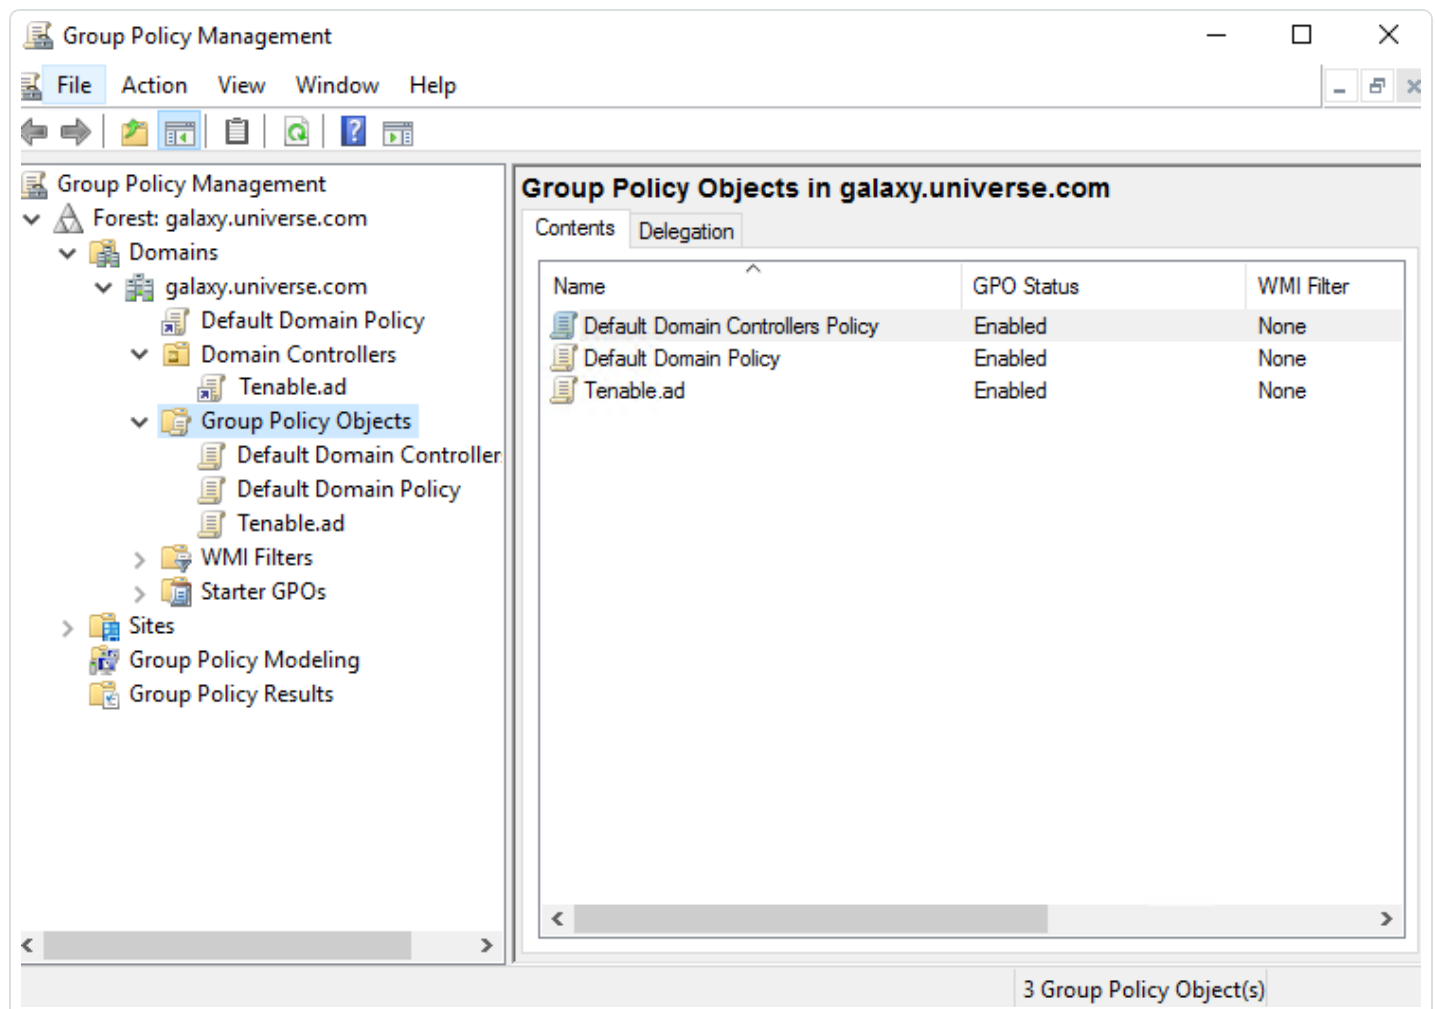 Group Policy Management
File Action View Window Help
Group Policy Management
Forest: galaxy.universe.com
Domains
galaxy.universe.com
Default Domain Policy
Domain Controllers
Tenable.ad
Group Policy Objects
Default Domain Controller
Default Domain Policy
Tenable.ad
WMI Filters
Starter GPOs
Sites
Group Policy Modeling
Group Policy Results
Group Policy Objects in galaxy.universe.com
Contents Delegation
Name GPO Status WMI Filter
Default Domain Controllers Policy Enabled None
Default Domain Policy Enabled None
Tenable.ad Enabled None
3 Group Policy Object(s)